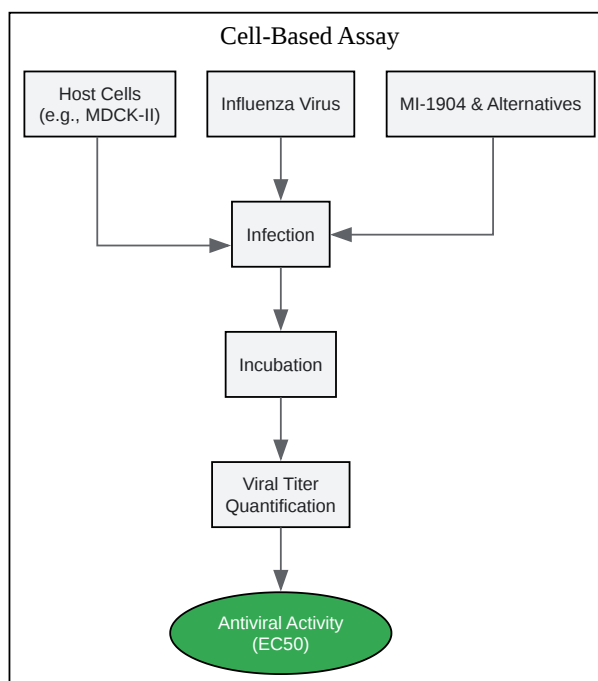 Cell-Based Assay
Host Cells
(e.g., MDCK-II)
Influenza Virus
MI-1904 & Alternatives
Infection
Incubation
Viral Titer
Quantification
Antiviral Activity
(EC50)